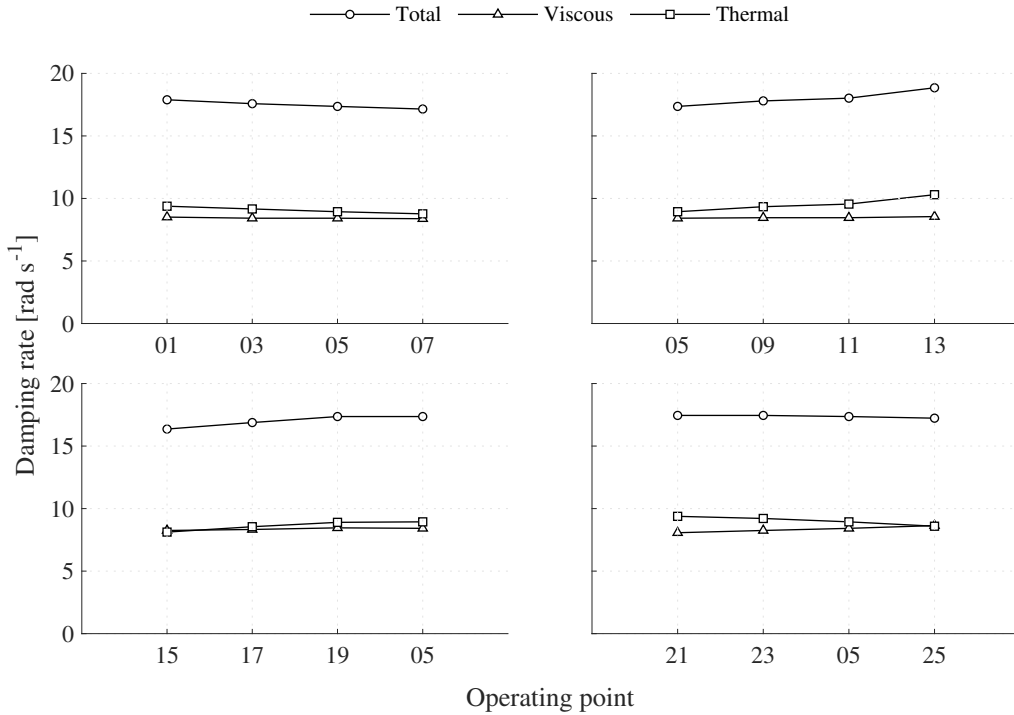 Total Viscous Thermal
20
15
10
5
0
01 03 05 07
05 09 11 13
20
15
10
5
0
15 17 19 05
21 23 05 25
Damping rate [rad s⁻¹]
Operating point